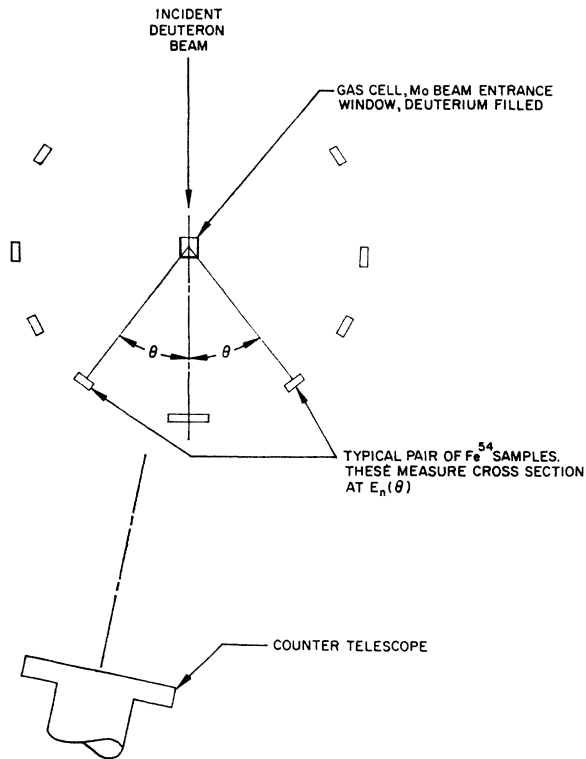 INCIDENT
DEUTERON
BEAM
GAS CELL, Mo BEAM ENTRANCE
WINDOW, DEUTERIUM FILLED
θ θ
TYPICAL PAIR OF Fe⁵⁴ SAMPLES.
THESE MEASURE CROSS SECTION
AT Eₙ(θ)
COUNTER TELESCOPE